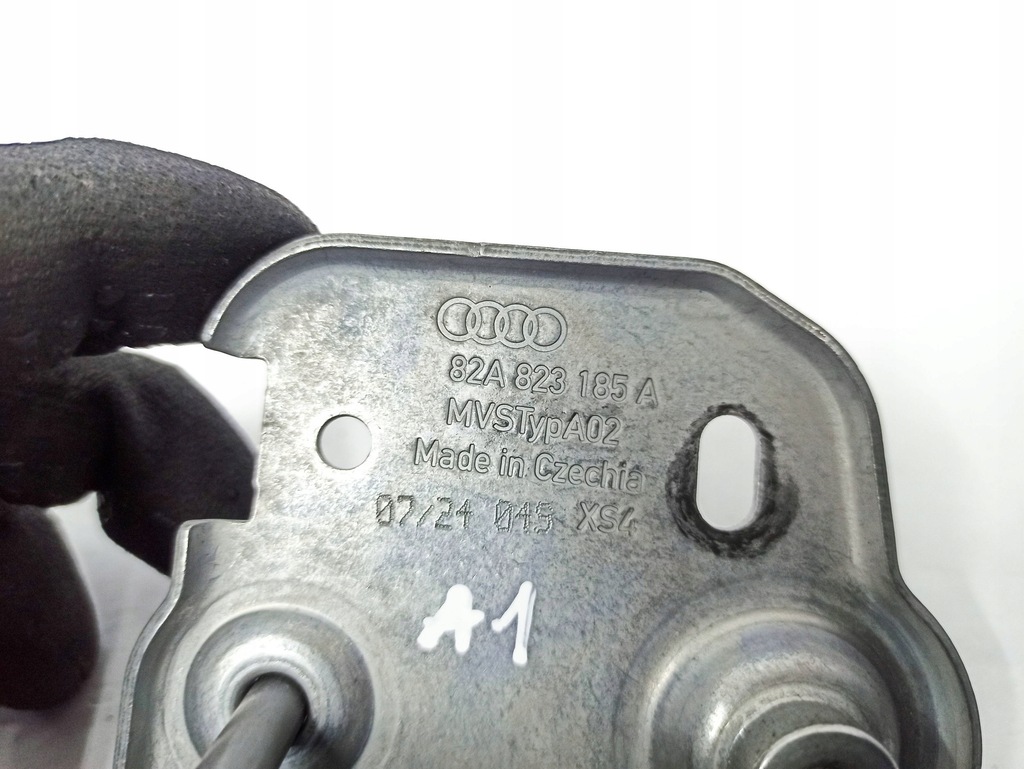 82A 823 185 A
MVSTypA02
Made in Czechia
07/24 045 XS4
A1